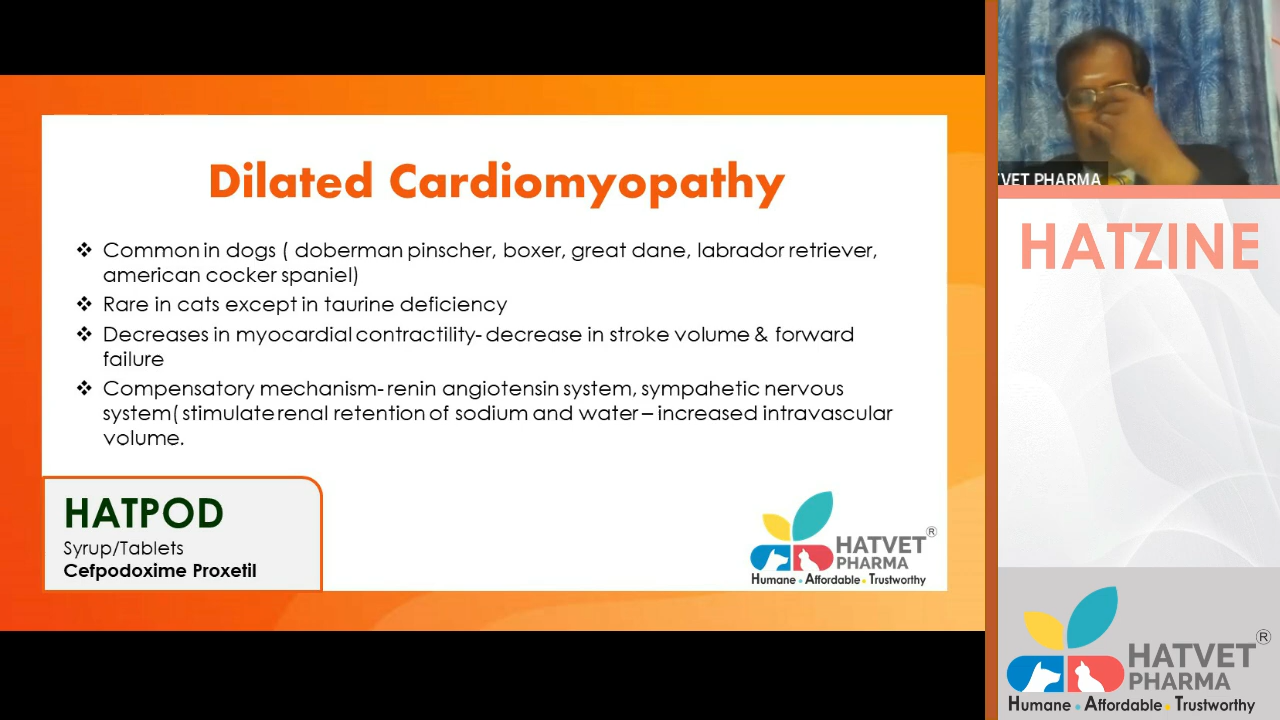 Dilated Cardiomyopathy
❖ Common in dogs ( doberman pinscher, boxer, great dane, labrador retriever,
american cocker spaniel)
❖ Rare in cats except in taurine deficiency
❖ Decreases in myocardial contractility- decrease in stroke volume & forward
failure
❖ Compensatory mechanism- renin angiotensin system, sympahetic nervous
system( stimulate renal retention of sodium and water – increased intravascular
volume.
HATPOD
Syrup/Tablets
Cefpodoxime Proxetil
HATVET ®
PHARMA
Humane • Affordable • Trustworthy
VET PHARMA
HATZINE
HATVET ®
PHARMA
Humane • Affordable • Trustworthy